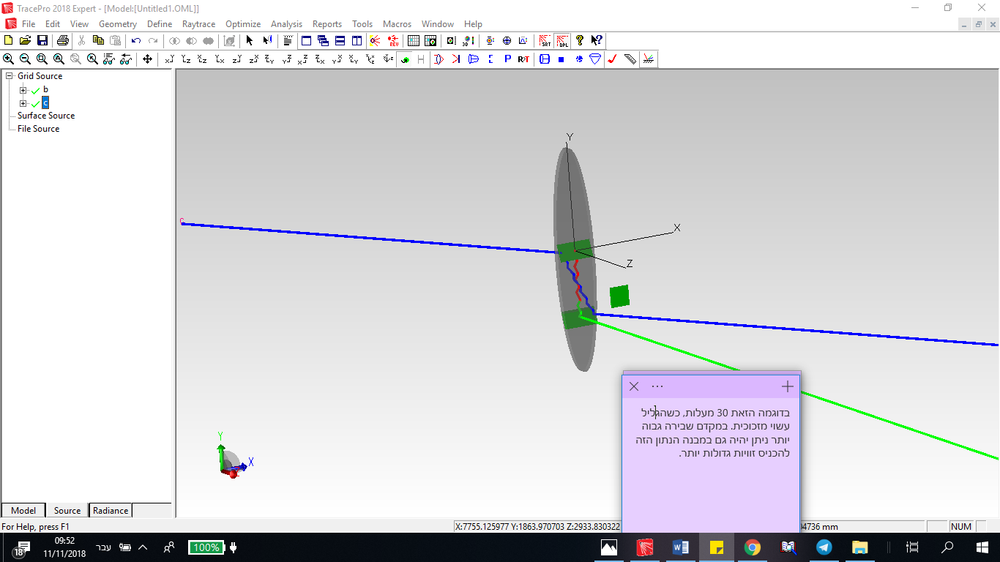 TracePro 2018 Expert - [Model:[Untitled1.OML]]
File Edit View Geometry Define Raytrace Optimize Analysis Reports Tools Macros Window Help
Grid Source
b
c
Surface Source
File Source
Y
X
Z
c
Y
X
בדוגמה הזאת 30 מעלות, כשהגליל
עשוי מזכוכית. במקדם שבירה גבוה
יותר ניתן יהיה גם במבנה הנתון הזה
להכניס זוויות גדולות יותר.
Model Source Radiance
For Help, press F1
X:7755.125977 Y:1863.970703 Z:2933.830322
04736 mm
NUM
18
09:52
11/11/2018
עבר
100%